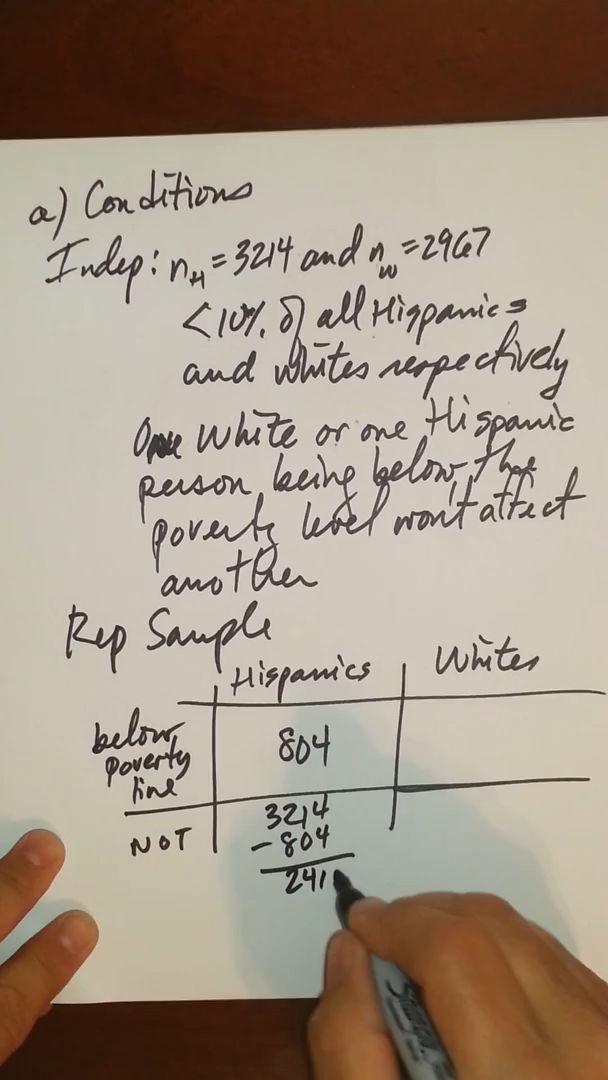 a) Conditions
Indep: nH = 3214 and nW = 2967
< 10% of all Hispanics
and whites respectively
One White or one Hispanic
person being below the
poverty level won't affect
another
Rep Sample
Hispanics Whites
below
poverty
line
804
NOT
3214
- 804
241